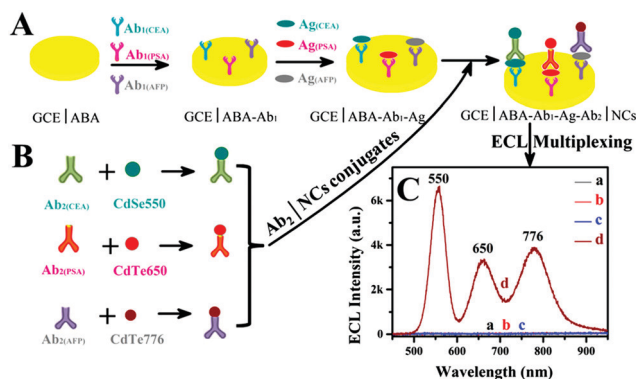 A
Ab1(CEA)
Ab1(PSA)
Ab1(AFP)
Ag(CEA)
Ag(PSA)
Ag(AFP)
GCE | ABA
GCE | ABA-Ab1
GCE | ABA-Ab1-Ag
GCE | ABA-Ab1-Ag-Ab2 | NCs
ECL Multiplexing
B
Ab2(CEA) + CdSe550
Ab2(PSA) + CdTe650
Ab2(AFP) + CdTe776
Ab2 | NCs conjugates
C
550
650
776
a
b
c
d
d
a b c
ECL Intensity (a.u.)
6k
4k
2k
0
500 600 700 800 900
Wavelength (nm)